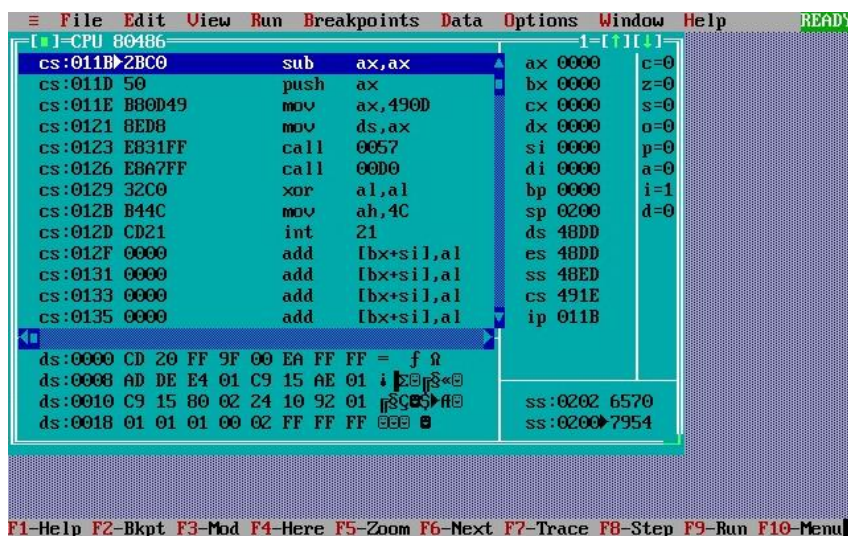 ≡ File Edit View Run Breakpoints Data Options Window Help READY
[■]=CPU 80486 1=[↑][↓]
cs:011B►2BC0 sub ax,ax ax 0000 c=0
cs:011D 50 push ax bx 0000 z=0
cs:011E B80D49 mov ax,490D cx 0000 s=0
cs:0121 8ED8 mov ds,ax dx 0000 o=0
cs:0123 E831FF call 0057 si 0000 p=0
cs:0126 E8A7FF call 00D0 di 0000 a=0
cs:0129 32C0 xor al,al bp 0000 i=1
cs:012B B44C mov ah,4C sp 0200 d=0
cs:012D CD21 int 21 ds 48DD
cs:012F 0000 add [bx+si],al es 48DD
cs:0131 0000 add [bx+si],al ss 48ED
cs:0133 0000 add [bx+si],al cs 491E
cs:0135 0000 add [bx+si],al ip 011B
ds:0000 CD 20 FF 9F 00 EA FF FF = ƒ Ω
ds:0008 AD DE E4 01 C9 15 AE 01 ¡▐Σ☺╔§«☺
ds:0010 C9 15 80 02 24 10 92 01 ╔§Ç☻$►Æ☺ ss:0202 6570
ds:0018 01 01 01 00 02 FF FF FF ☺☺☺ ☻ ss:0200►7954
F1-Help F2-Bkpt F3-Mod F4-Here F5-Zoom F6-Next F7-Trace F8-Step F9-Run F10-Menu